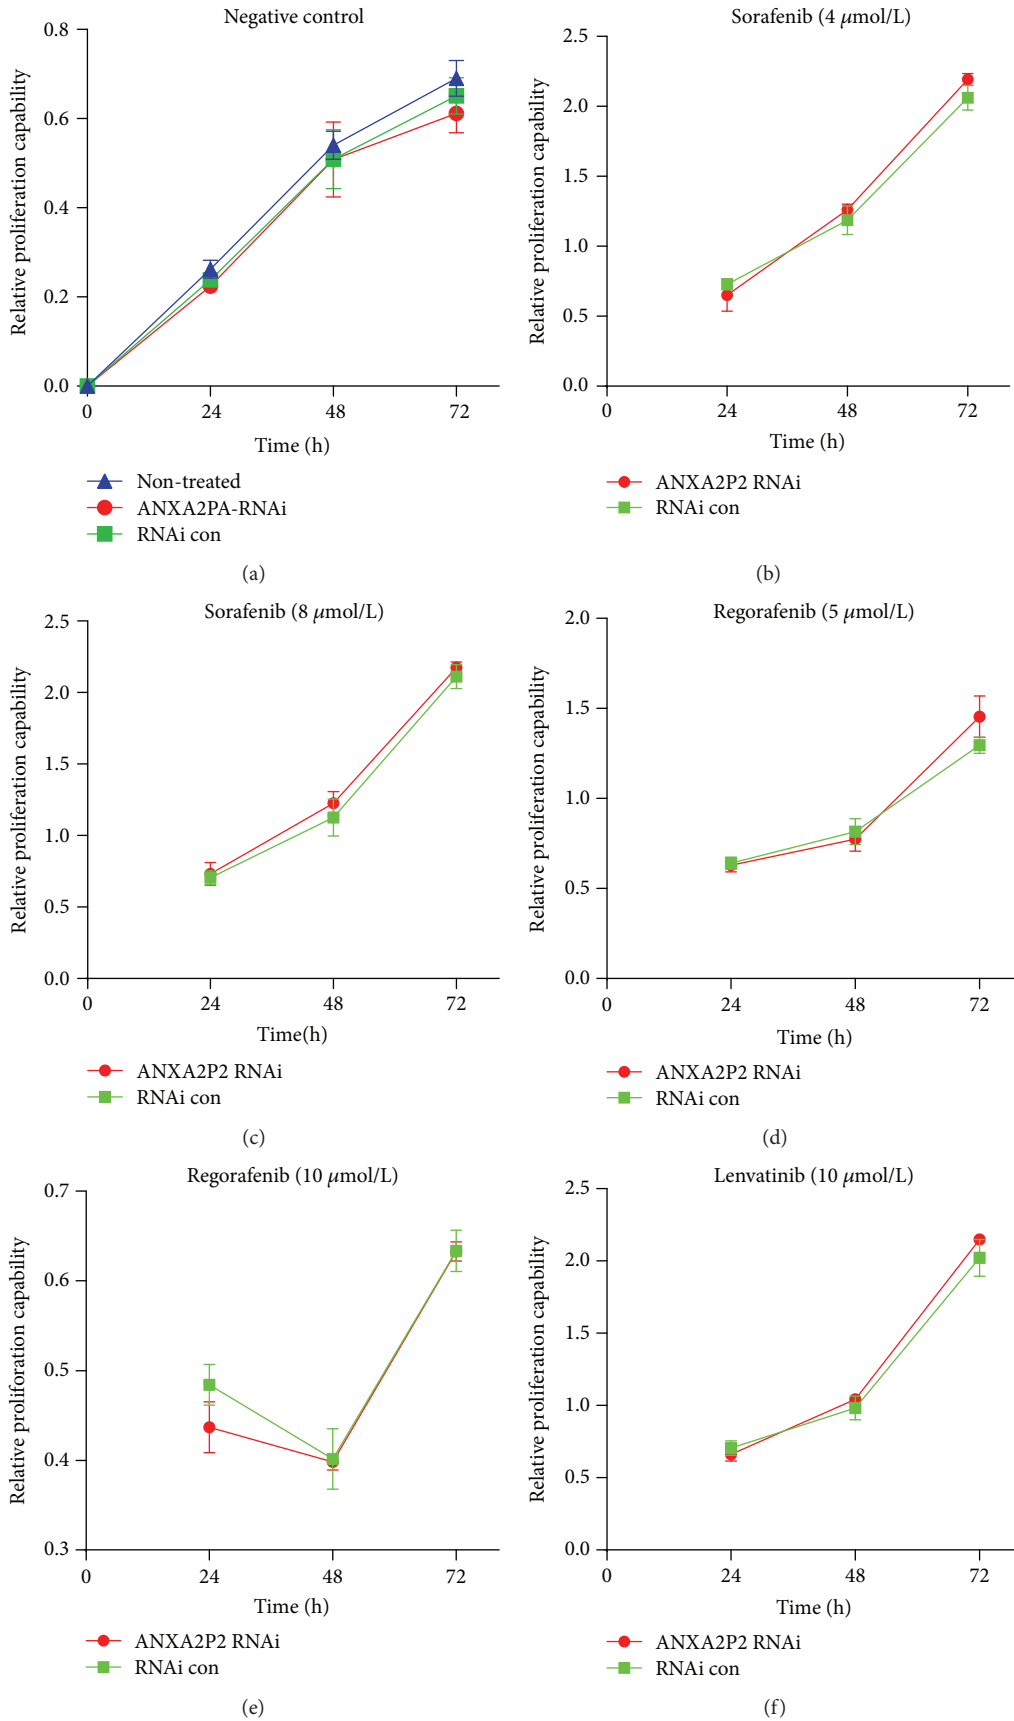 Negative control
Relative proliferation capability
0.8
0.6
0.4
0.2
0.0
0 24 48 72
Time (h)
Non-treated
ANXA2PA-RNAi
RNAi con
(a)
Sorafenib (4 μmol/L)
Relative proliferation capability
2.5
2.0
1.5
1.0
0.5
0.0
0 24 48 72
Time (h)
ANXA2P2 RNAi
RNAi con
(b)
Sorafenib (8 μmol/L)
Relative proliferation capability
2.5
2.0
1.5
1.0
0.5
0.0
0 24 48 72
Time(h)
ANXA2P2 RNAi
RNAi con
(c)
Regorafenib (5 μmol/L)
Relative proliferation capability
2.0
1.5
1.0
0.5
0.0
0 24 48 72
Time (h)
ANXA2P2 RNAi
RNAi con
(d)
Regorafenib (10 μmol/L)
Relative proliforation capability
0.7
0.6
0.5
0.4
0.3
0 24 48 72
Time (h)
ANXA2P2 RNAi
RNAi con
(e)
Lenvatinib (10 μmol/L)
Relative proliferation capability
2.5
2.0
1.5
1.0
0.5
0.0
0 24 48 72
Time (h)
ANXA2P2 RNAi
RNAi con
(f)